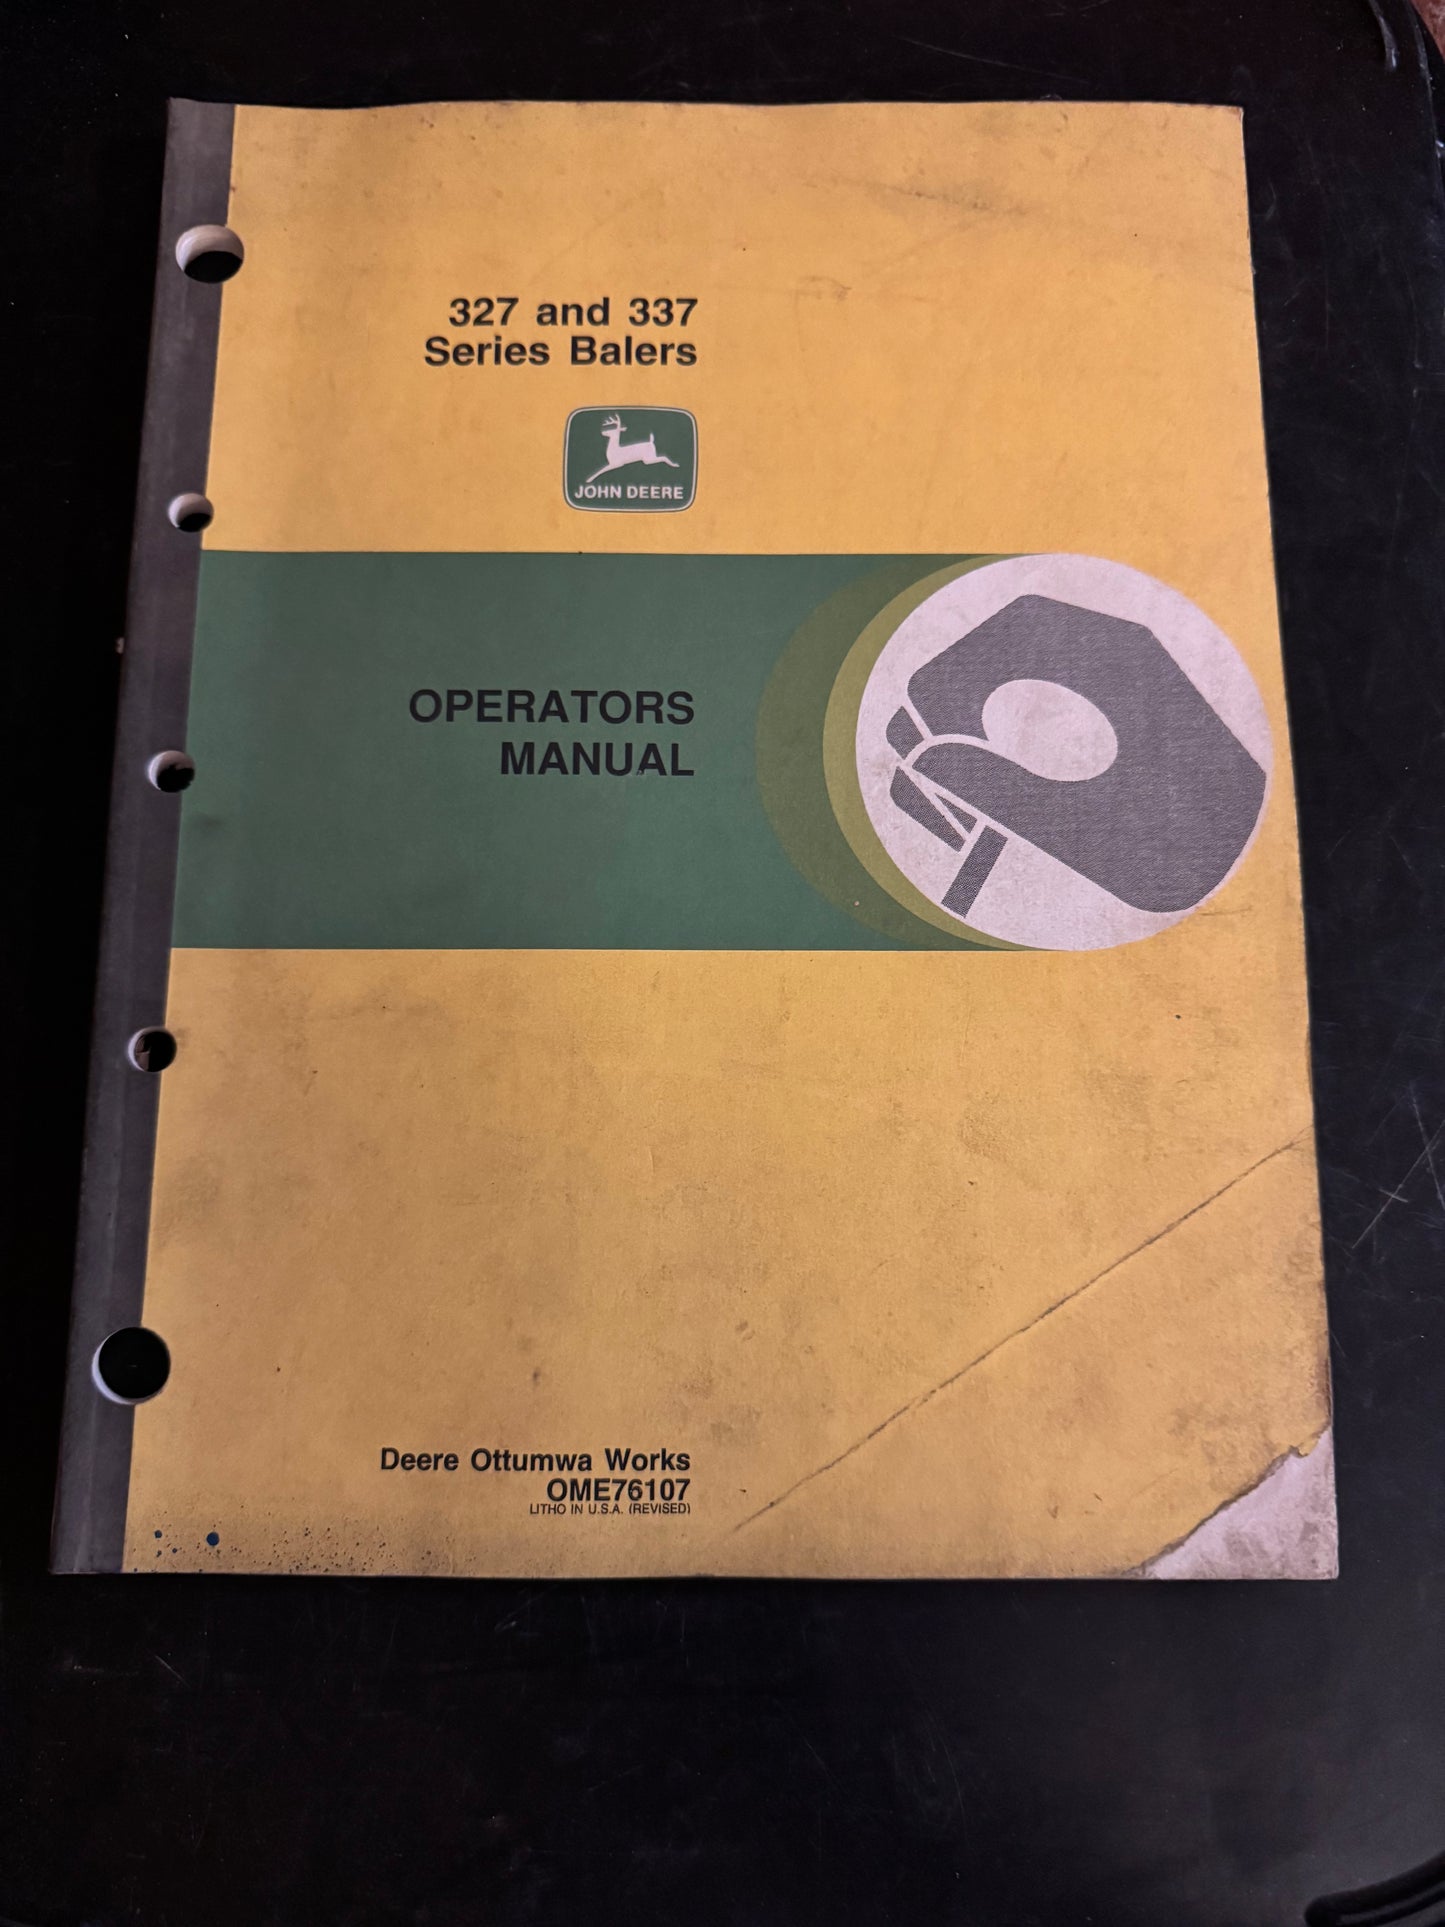 327 and 337
Series Balers
JOHN DEERE
OPERATORS
MANUAL
Deere Ottumwa Works
OME76107
LITHO IN U.S.A. (REVISED)